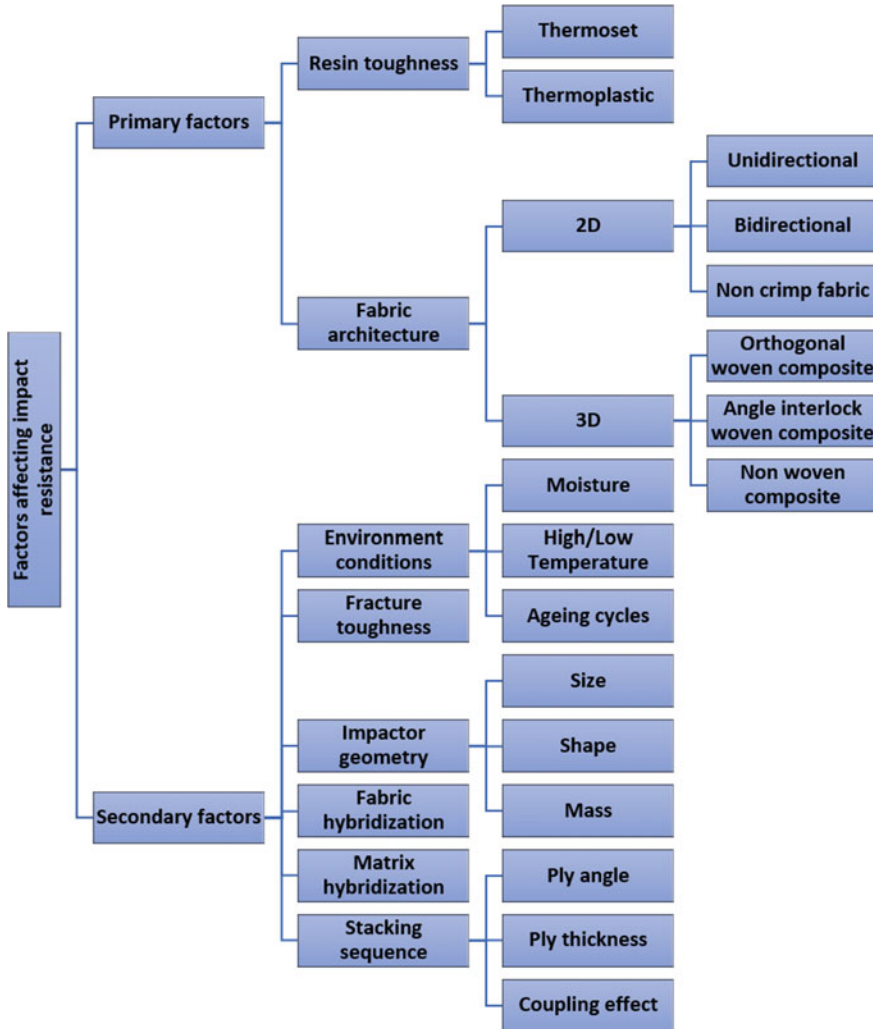 Factors affecting impact
resistance
Primary factors
Resin toughness
Thermoset
Thermoplastic
Fabric
architecture
2D
Unidirectional
Bidirectional
Non crimp fabric
3D
Orthogonal
woven composite
Angle interlock
woven composite
Non woven
composite
Secondary factors
Environment
conditions
Moisture
High/Low
Temperature
Ageing cycles
Fracture
toughness
Impactor
geometry
Size
Shape
Mass
Fabric
hybridization
Matrix
hybridization
Stacking
sequence
Ply angle
Ply thickness
Coupling effect